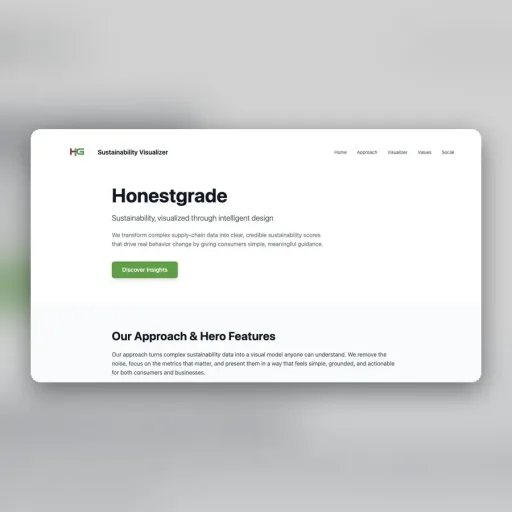 HG
Sustainability Visualizer
Home Approach Visualizer Values Social
Honestgrade
Sustainability, visualized through intelligent design
We transform complex supply-chain data into clear, credible sustainability scores
that drive real behavior change by giving consumers simple, meaningful guidance.
Discover Insights
Our Approach & Hero Features
Our approach turns complex sustainability data into a visual model anyone can understand. We remove the
noise, focus on the metrics that matter, and present them in a way that feels simple, grounded, and actionable
for both consumers and businesses.